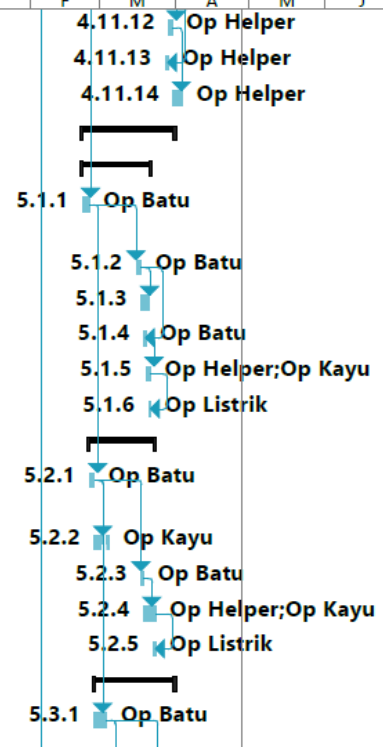 F M A M J
4.11.12 Op Helper
4.11.13 Op Helper
4.11.14 Op Helper
5.1.1 Op Batu
5.1.2 Op Batu
5.1.3
5.1.4 Op Batu
5.1.5 Op Helper;Op Kayu
5.1.6 Op Listrik
5.2.1 Op Batu
5.2.2 Op Kayu
5.2.3 Op Batu
5.2.4 Op Helper;Op Kayu
5.2.5 Op Listrik
5.3.1 Op Batu